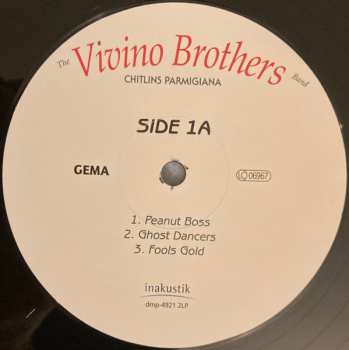 The Vivino Brothers Band
CHITLINS PARMIGIANA
SIDE 1A
GEMA
LC 06967
1. Peanut Boss
2. Ghost Dancers
3. Fools Gold
inakustik
dmp-4921.2LP